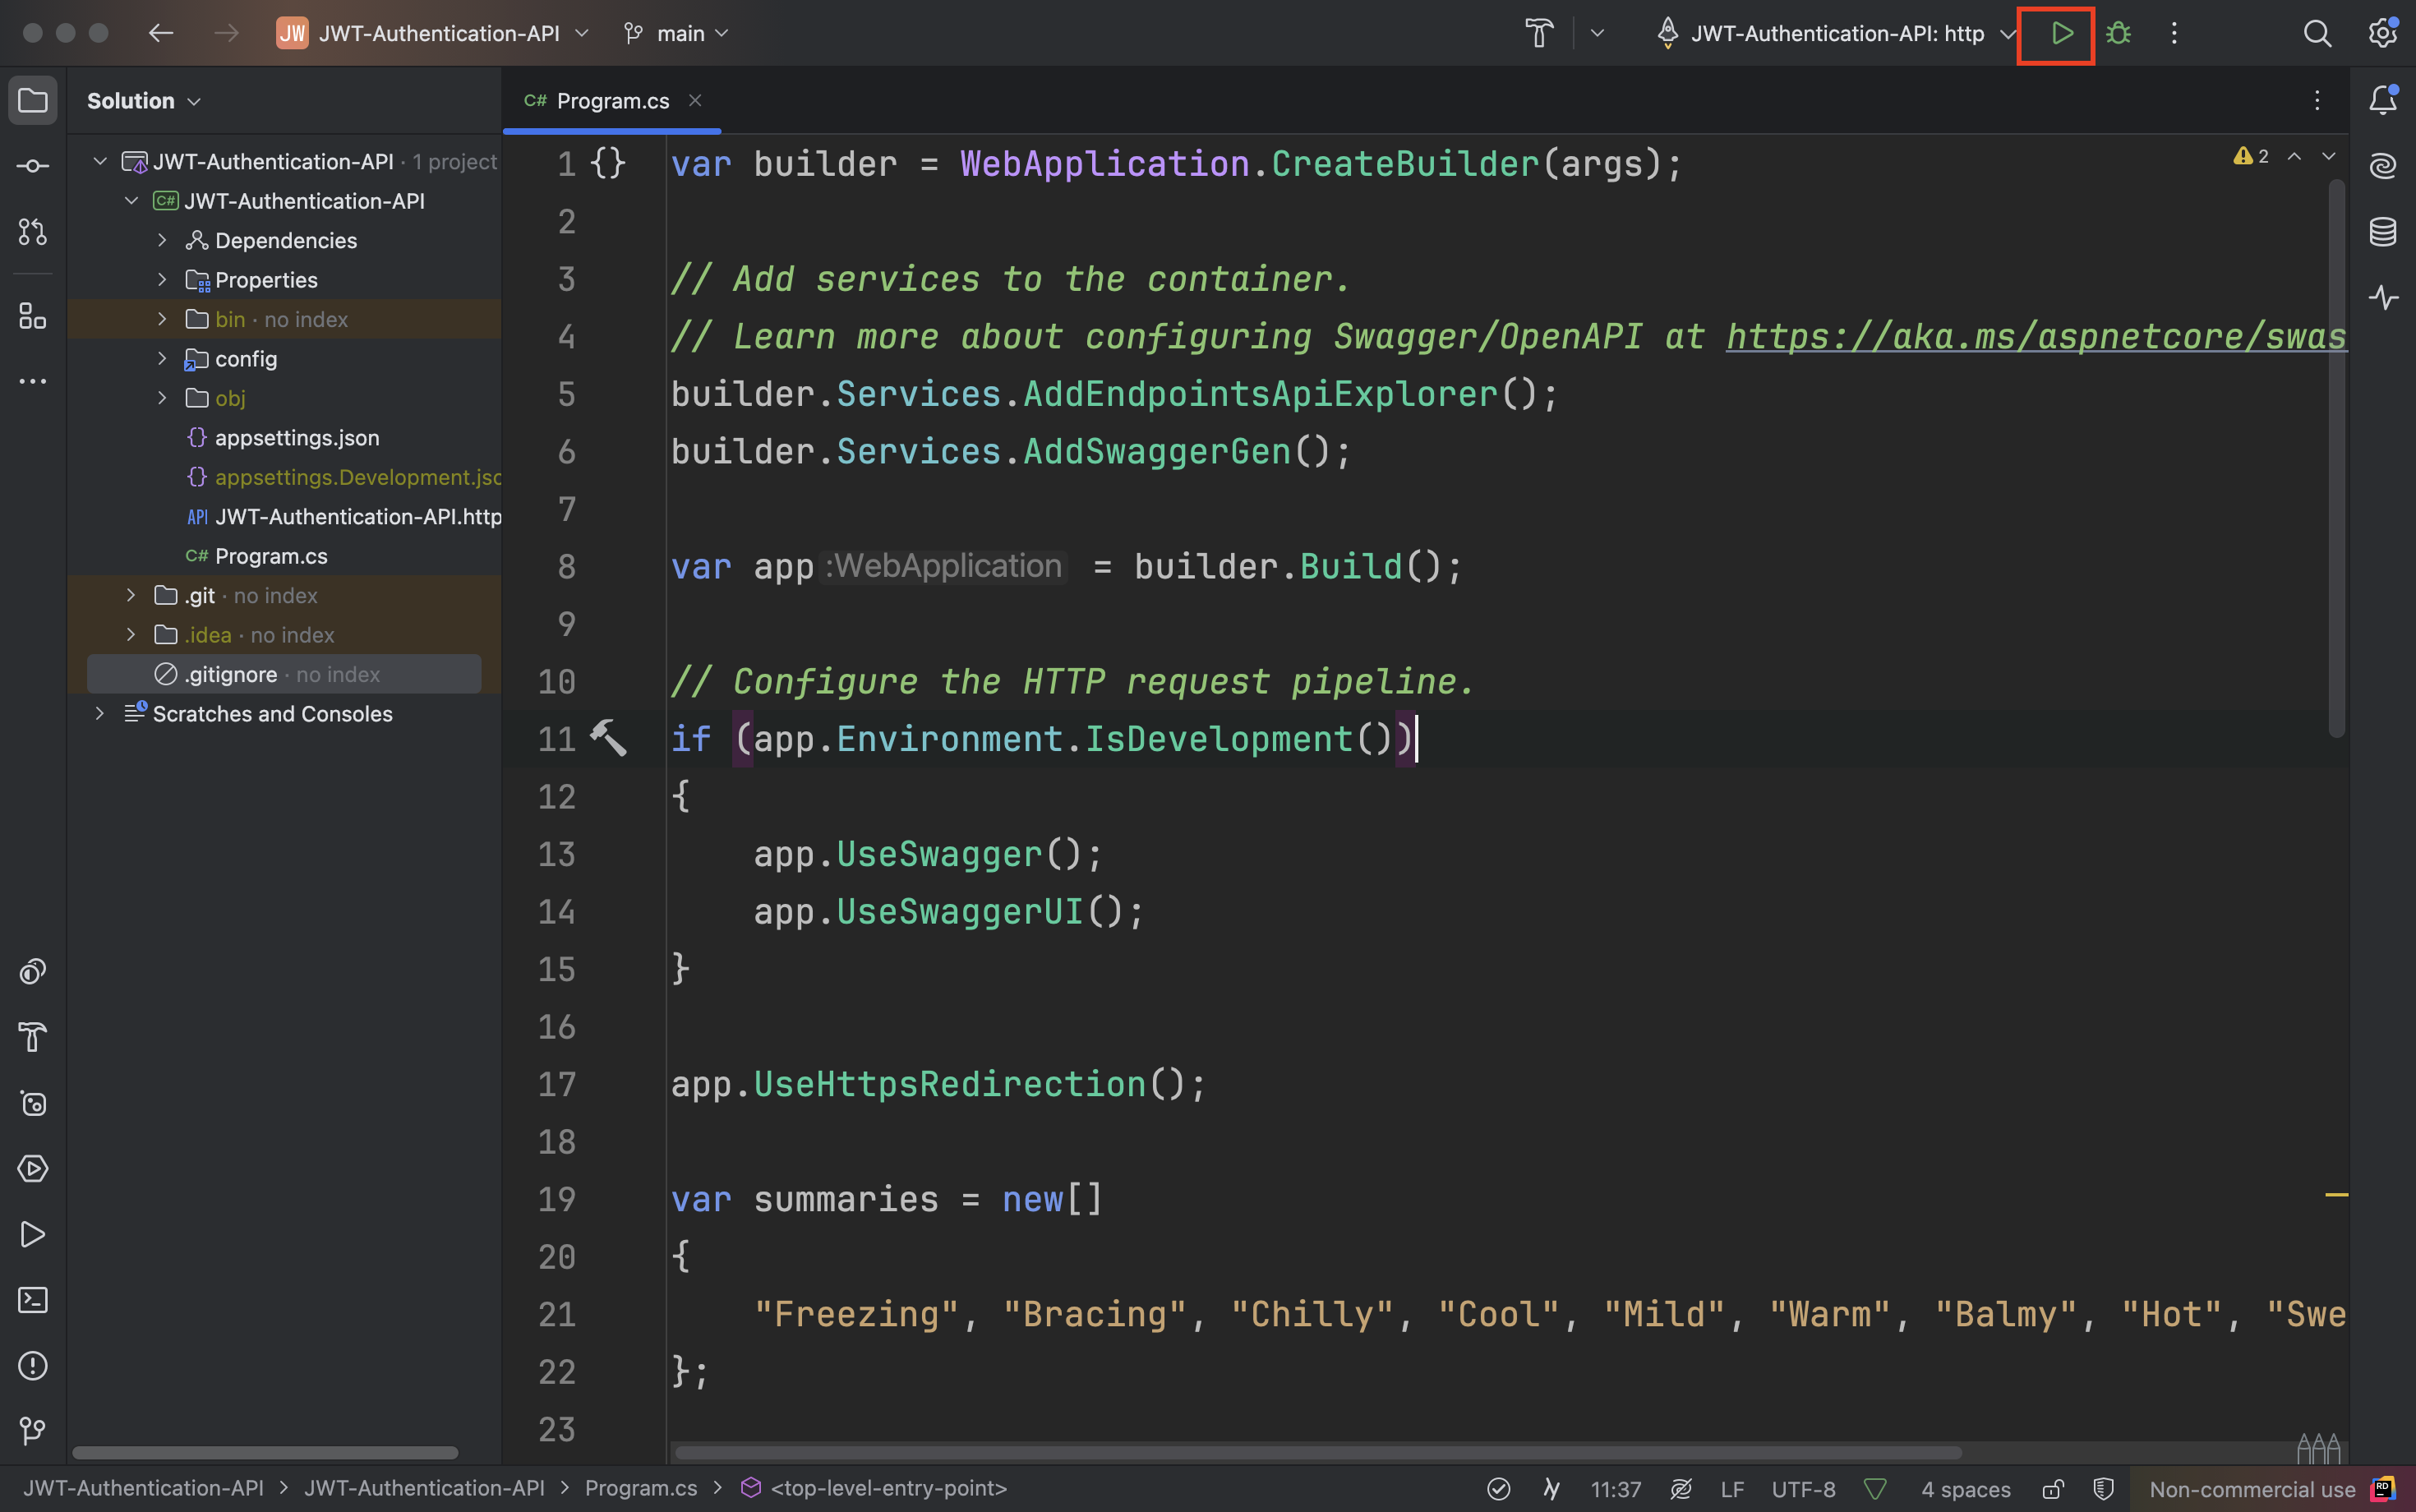 JW JWT-Authentication-API main JWT-Authentication-API: http
Solution
C# Program.cs
JWT-Authentication-API · 1 project
C# JWT-Authentication-API
Dependencies
Properties
bin · no index
config
obj
{} appsettings.json
{} appsettings.Development.jsc
API JWT-Authentication-API.http
C# Program.cs
.git · no index
.idea · no index
.gitignore · no index
Scratches and Consoles
2
1 {} var builder = WebApplication.CreateBuilder(args);
2
3 // Add services to the container.
4 // Learn more about configuring Swagger/OpenAPI at https://aka.ms/aspnetcore/swas
5 builder.Services.AddEndpointsApiExplorer();
6 builder.Services.AddSwaggerGen();
7
8 var app :WebApplication = builder.Build();
9
10 // Configure the HTTP request pipeline.
11 if (app.Environment.IsDevelopment())
12 {
13 app.UseSwagger();
14 app.UseSwaggerUI();
15 }
16
17 app.UseHttpsRedirection();
18
19 var summaries = new[]
20 {
21 "Freezing", "Bracing", "Chilly", "Cool", "Mild", "Warm", "Balmy", "Hot", "Swe
22 };
23
JWT-Authentication-API > JWT-Authentication-API > Program.cs > <top-level-entry-point> 11:37 LF UTF-8 4 spaces Non-commercial use RD